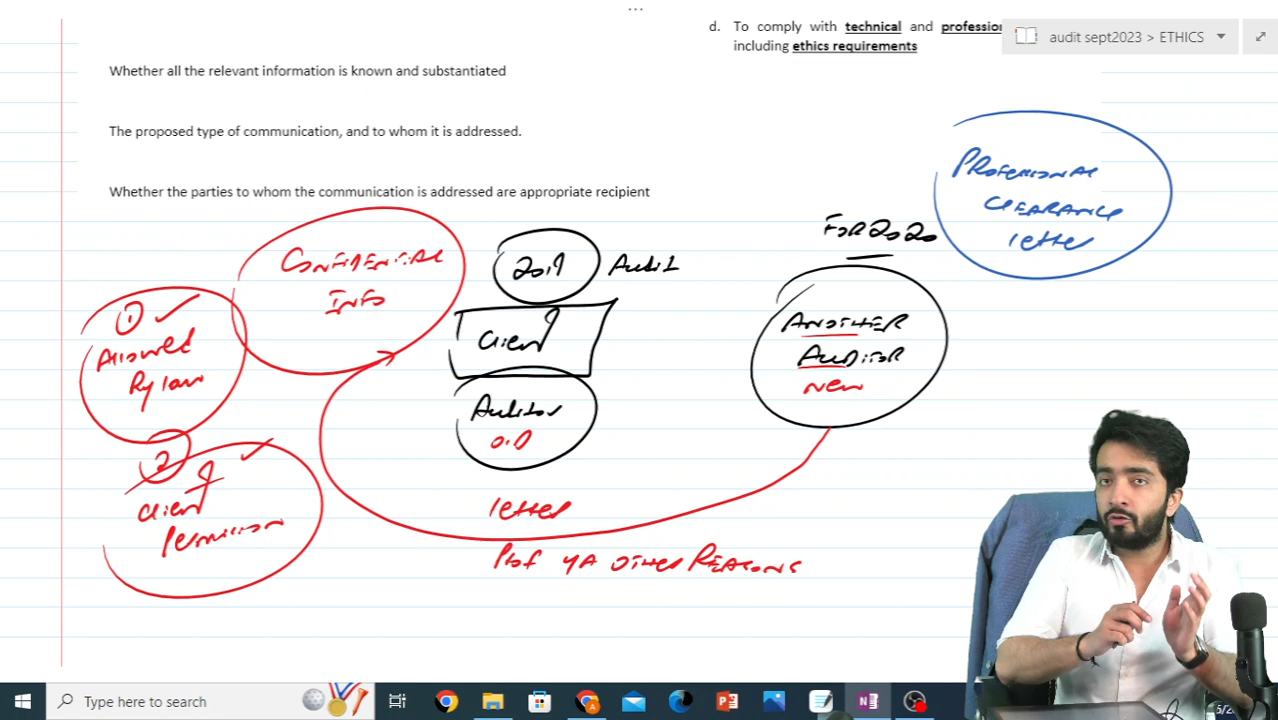 d. To comply with technical and profession
including ethics requirements
audit sept2023 > ETHICS
Whether all the relevant information is known and substantiated
The proposed type of communication, and to whom it is addressed.
Whether the parties to whom the communication is addressed are appropriate recipient
PROFESSIONAL
CLEARANCE
letter
FOR 2020
CONFIDENTIAL
INFO
2019 Audit
Client
Auditor
old
ANOTHER
AUDITOR
NEW
1
Allowed
By law
2
Client
Permission
letter
Prof YA OTHER REASONS
Type here to search